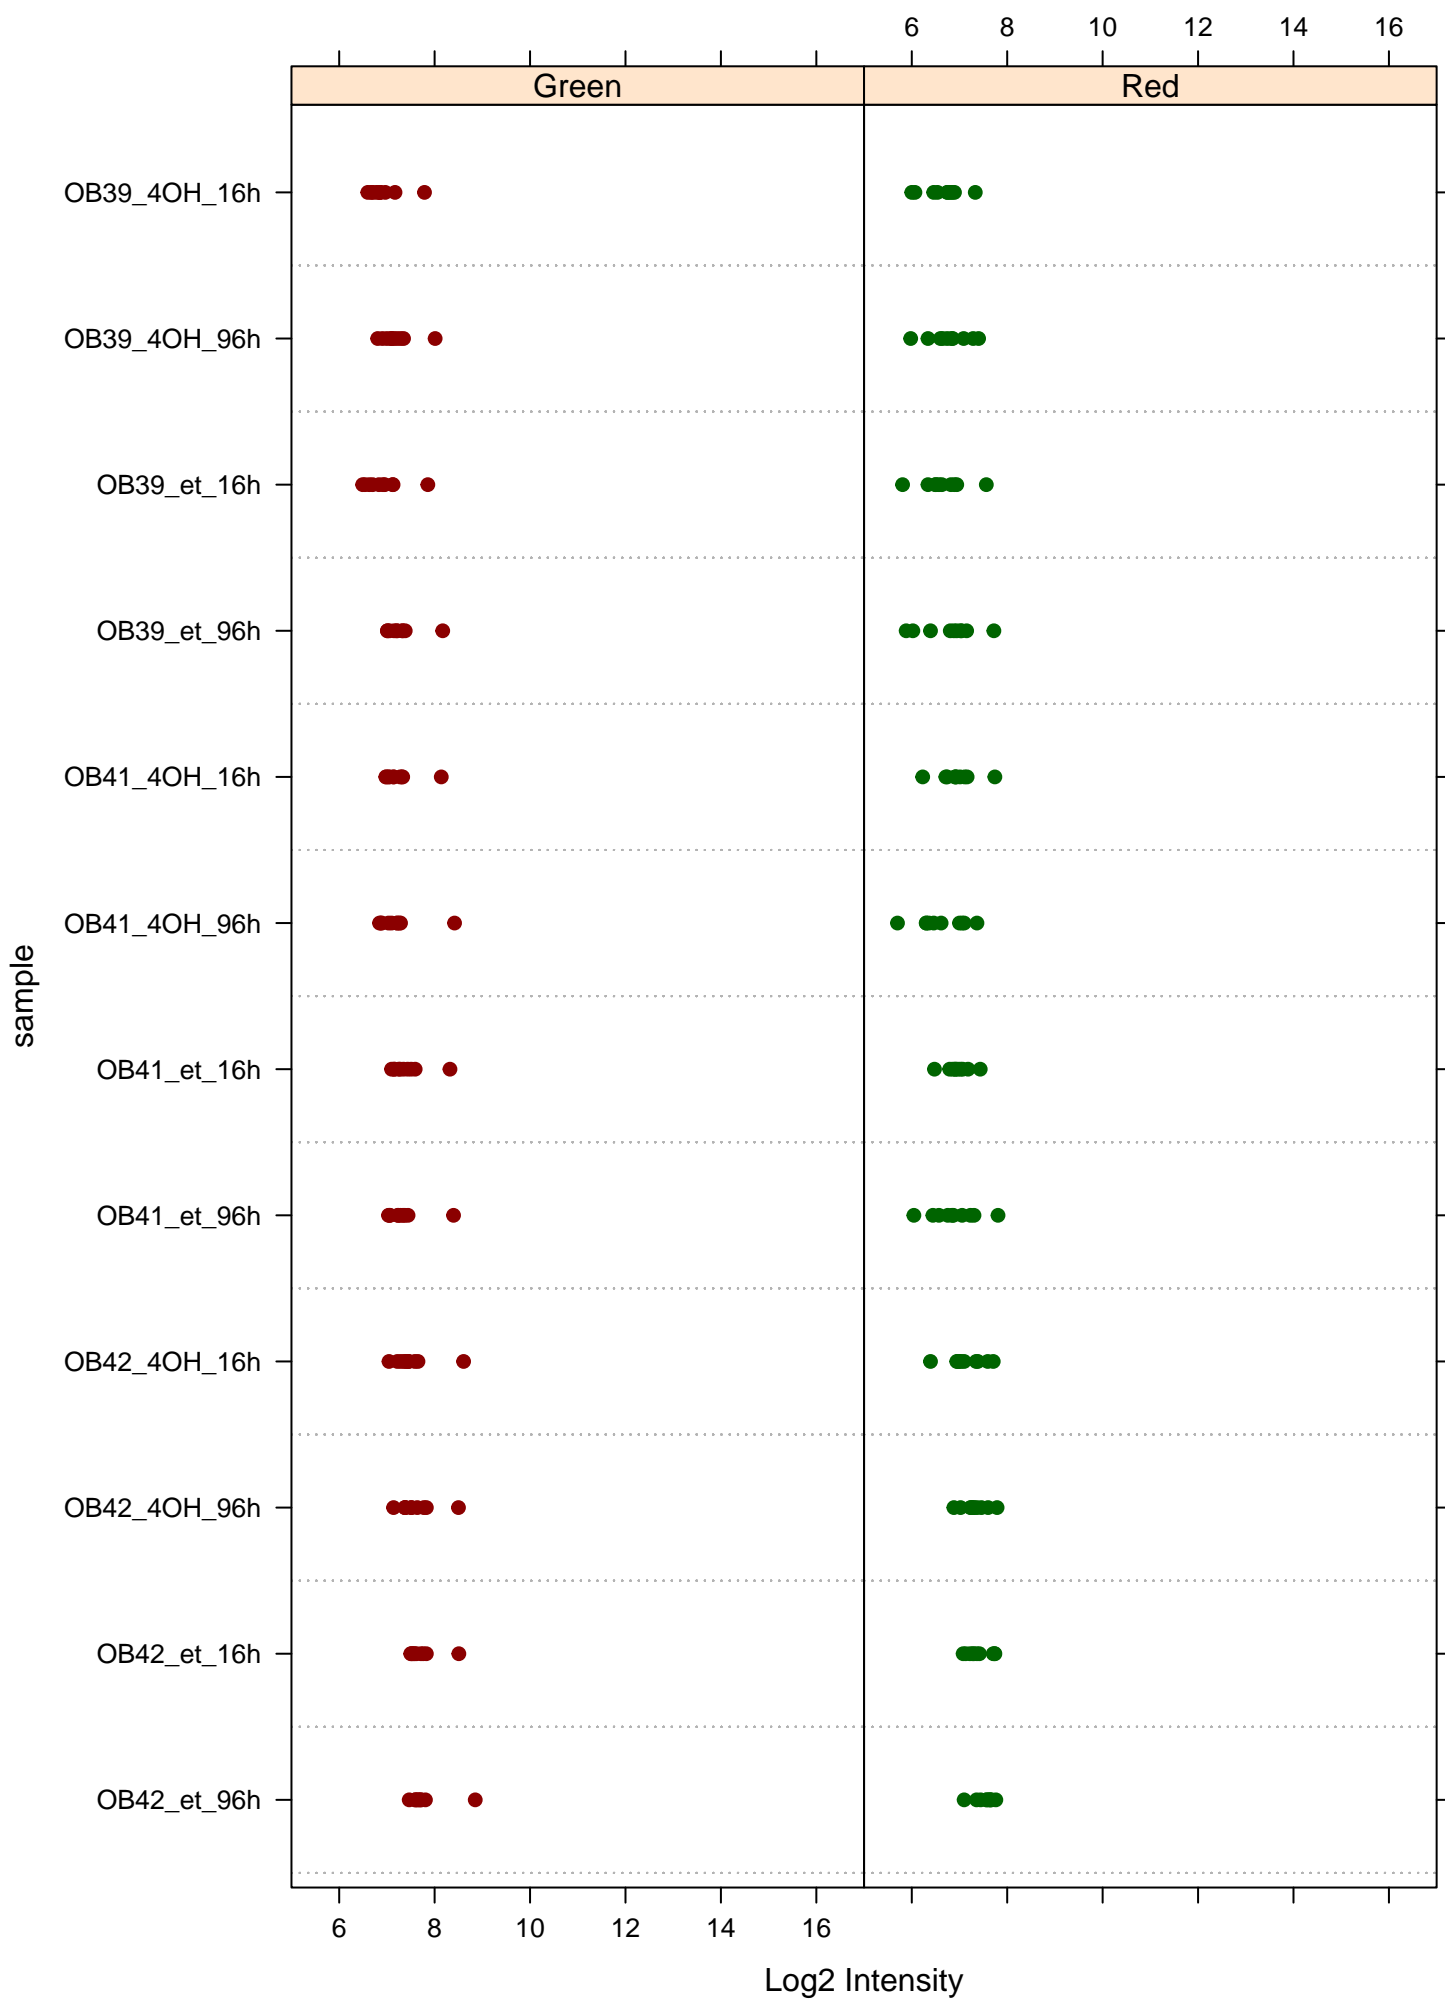 6 8 10 12 14 16
Green Red
OB39_4OH_16h
OB39_4OH_96h
OB39_et_16h
OB39_et_96h
OB41_4OH_16h
OB41_4OH_96h
OB41_et_16h
OB41_et_96h
OB42_4OH_16h
OB42_4OH_96h
OB42_et_16h
OB42_et_96h
sample
6 8 10 12 14 16
Log2 Intensity